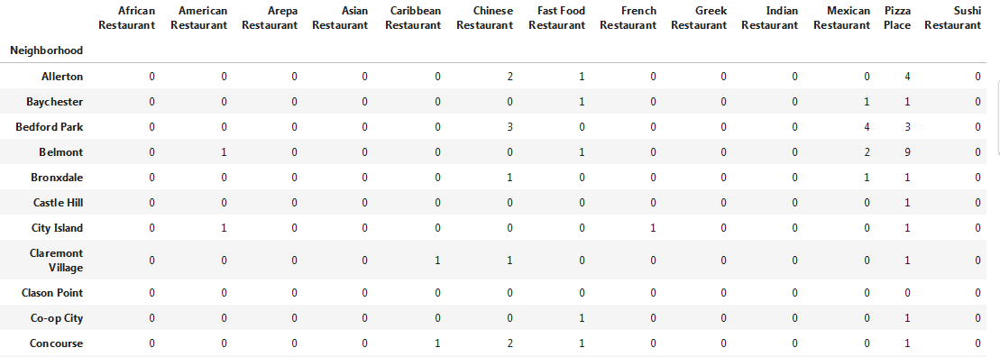 African American Arepa Asian Caribbean Chinese Fast Food French Greek Indian Mexican Pizza Sushi
Restaurant Restaurant Restaurant Restaurant Restaurant Restaurant Restaurant Restaurant Restaurant Restaurant Restaurant Place Restaurant
Neighborhood
Allerton 0 0 0 0 0 2 1 0 0 0 0 4 0
Baychester 0 0 0 0 0 0 1 0 0 0 1 1 0
Bedford Park 0 0 0 0 0 3 0 0 0 0 4 3 0
Belmont 0 1 0 0 0 0 1 0 0 0 2 9 0
Bronxdale 0 0 0 0 0 1 0 0 0 0 1 1 0
Castle Hill 0 0 0 0 0 0 0 0 0 0 0 1 0
City Island 0 1 0 0 0 0 0 1 0 0 0 1 0
Claremont
Village 0 0 0 0 1 1 0 0 0 0 0 1 0
Clason Point 0 0 0 0 0 0 0 0 0 0 0 0 0
Co-op City 0 0 0 0 0 0 1 0 0 0 0 1 0
Concourse 0 0 0 0 1 2 1 0 0 0 0 1 0